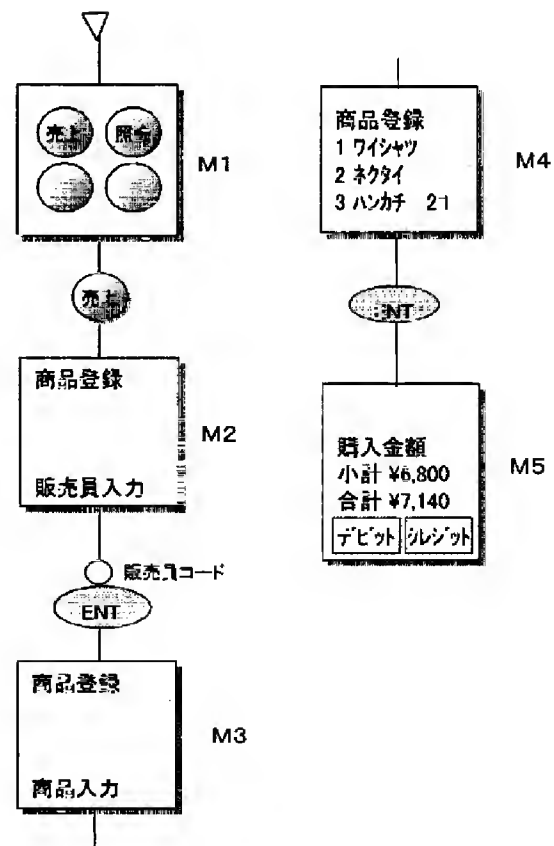 売上 照会
M1
売上
商品登録
販売員入力
M2
販売員コード
ENT
商品登録
商品入力
M3
商品登録
1 ワイシャツ
2 ネクタイ
3 ハンカチ 2コ
M4
ENT
購入金額
小計 ¥6,800
合計 ¥7,140
デビット クレジット
M5